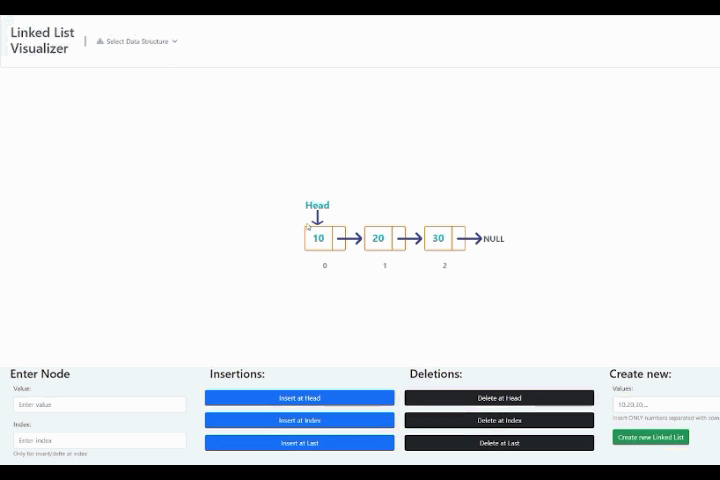 Linked List
Visualizer
Select Data Structure
Head
10 20 30 NULL
0 1 2
Enter Node
Value:
Enter value
Index:
Enter index
Only for insert/delte at index
Insertions:
Insert at Head
Insert at Index
Insert at Last
Deletions:
Delete at Head
Delete at Index
Delete at Last
Create new:
Values:
10,20,30,...
Insert ONLY numbers separated with com
Create new Linked List